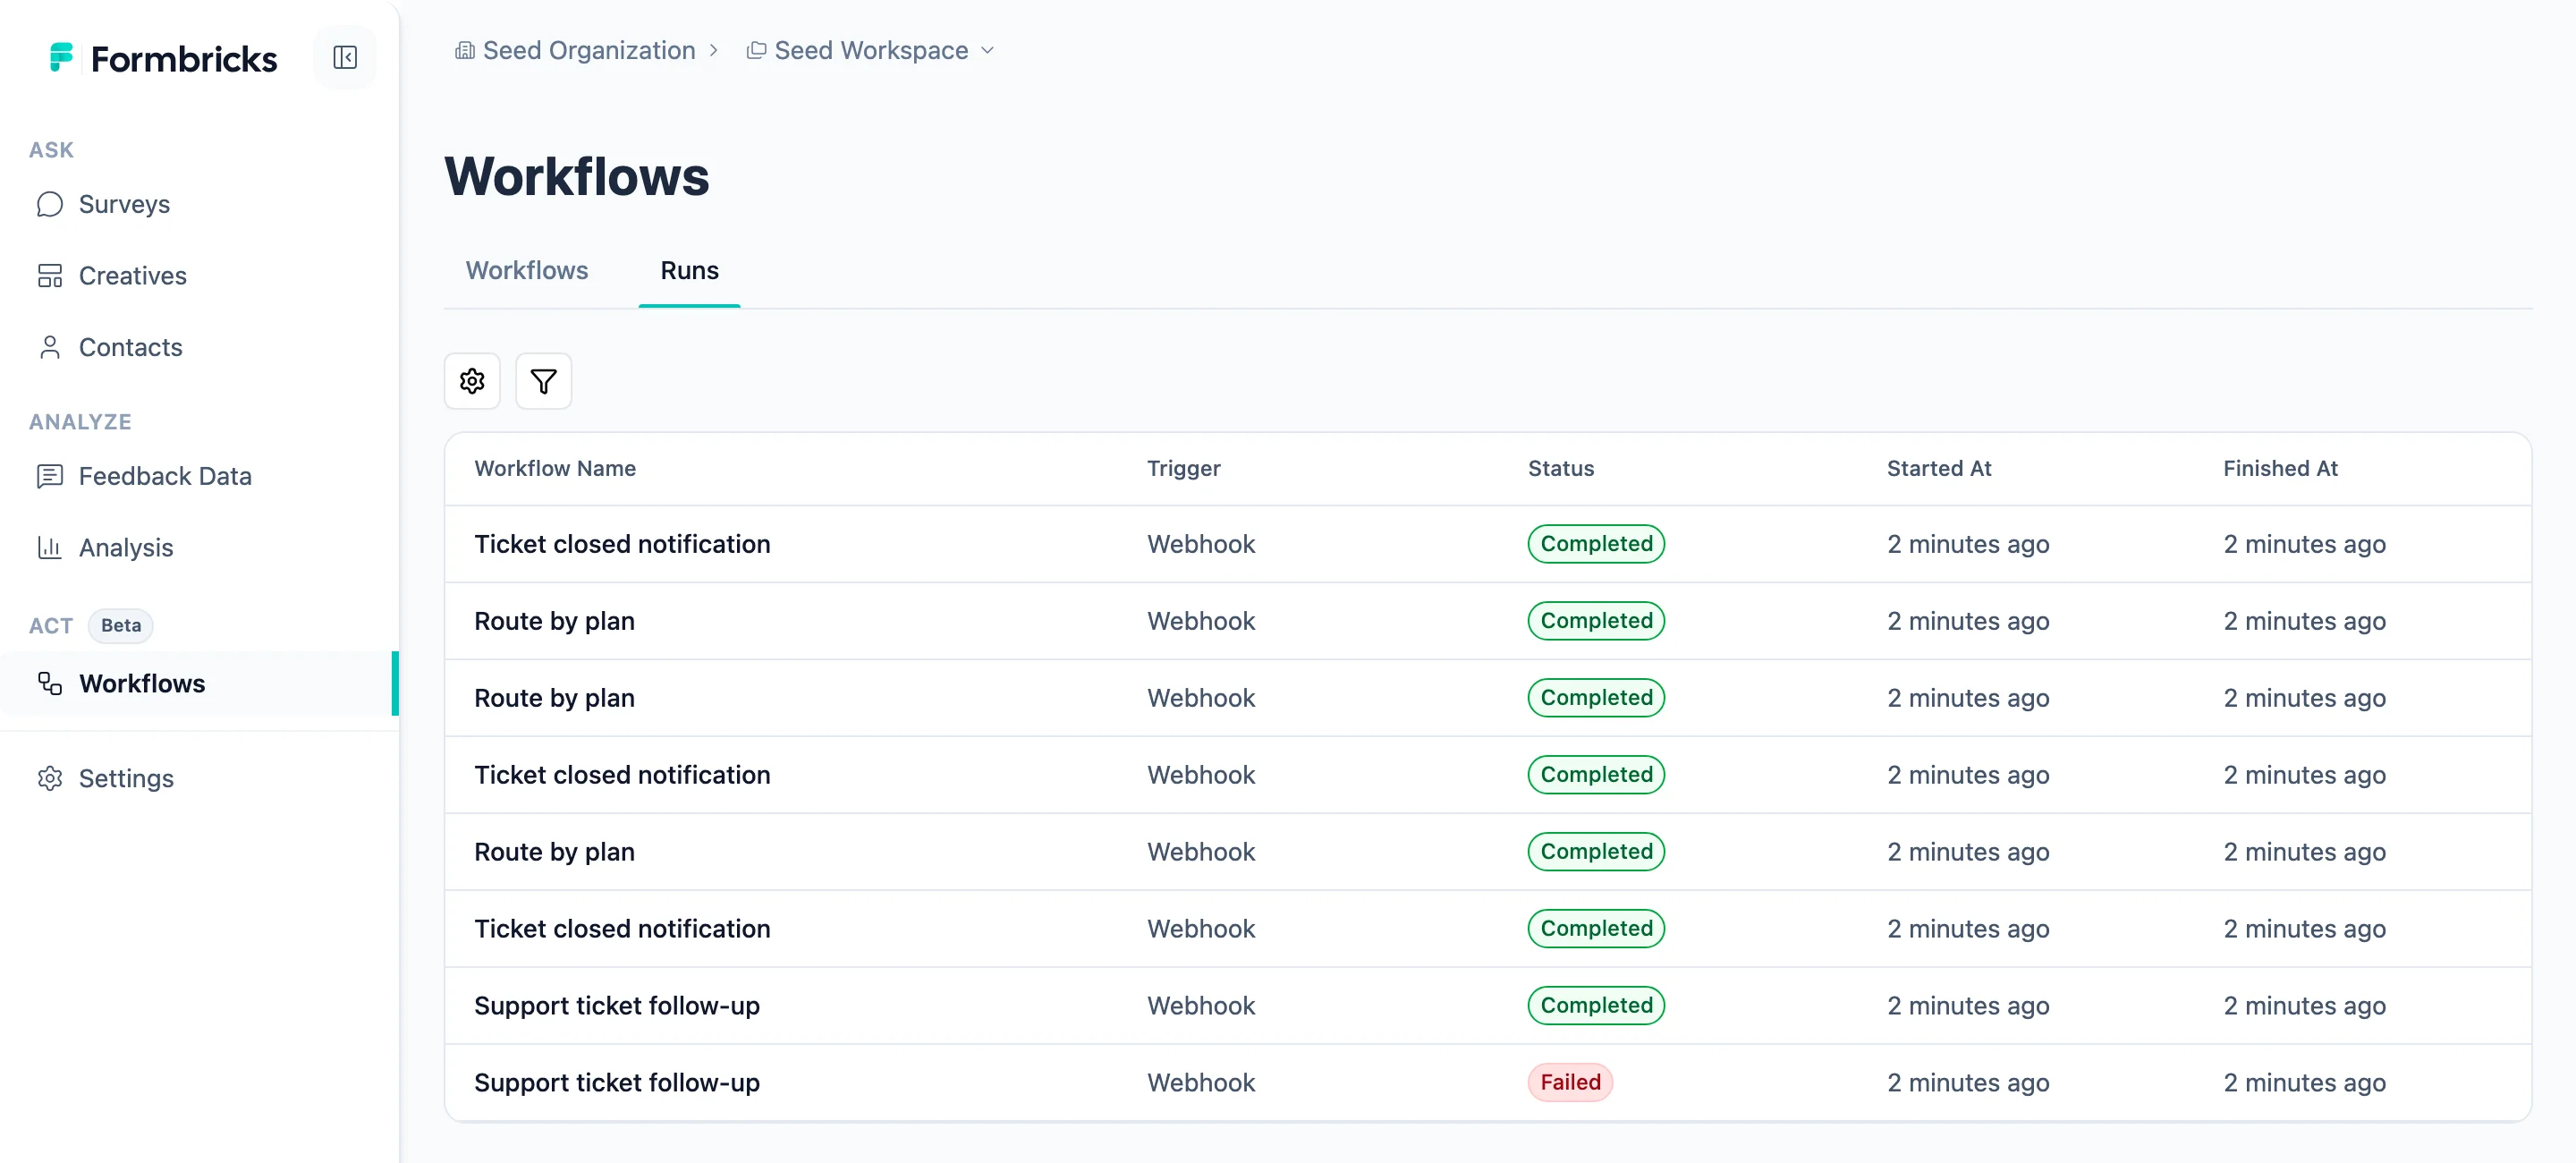 Formbricks
Seed Organization
Seed Workspace
ASK
Surveys
Creatives
Contacts
ANALYZE
Feedback Data
Analysis
ACT Beta
Workflows
Settings
Workflows
Workflows Runs
Workflow Name Trigger Status Started At Finished At
Ticket closed notification Webhook Completed 2 minutes ago 2 minutes ago
Route by plan Webhook Completed 2 minutes ago 2 minutes ago
Route by plan Webhook Completed 2 minutes ago 2 minutes ago
Ticket closed notification Webhook Completed 2 minutes ago 2 minutes ago
Route by plan Webhook Completed 2 minutes ago 2 minutes ago
Ticket closed notification Webhook Completed 2 minutes ago 2 minutes ago
Support ticket follow-up Webhook Completed 2 minutes ago 2 minutes ago
Support ticket follow-up Webhook Failed 2 minutes ago 2 minutes ago